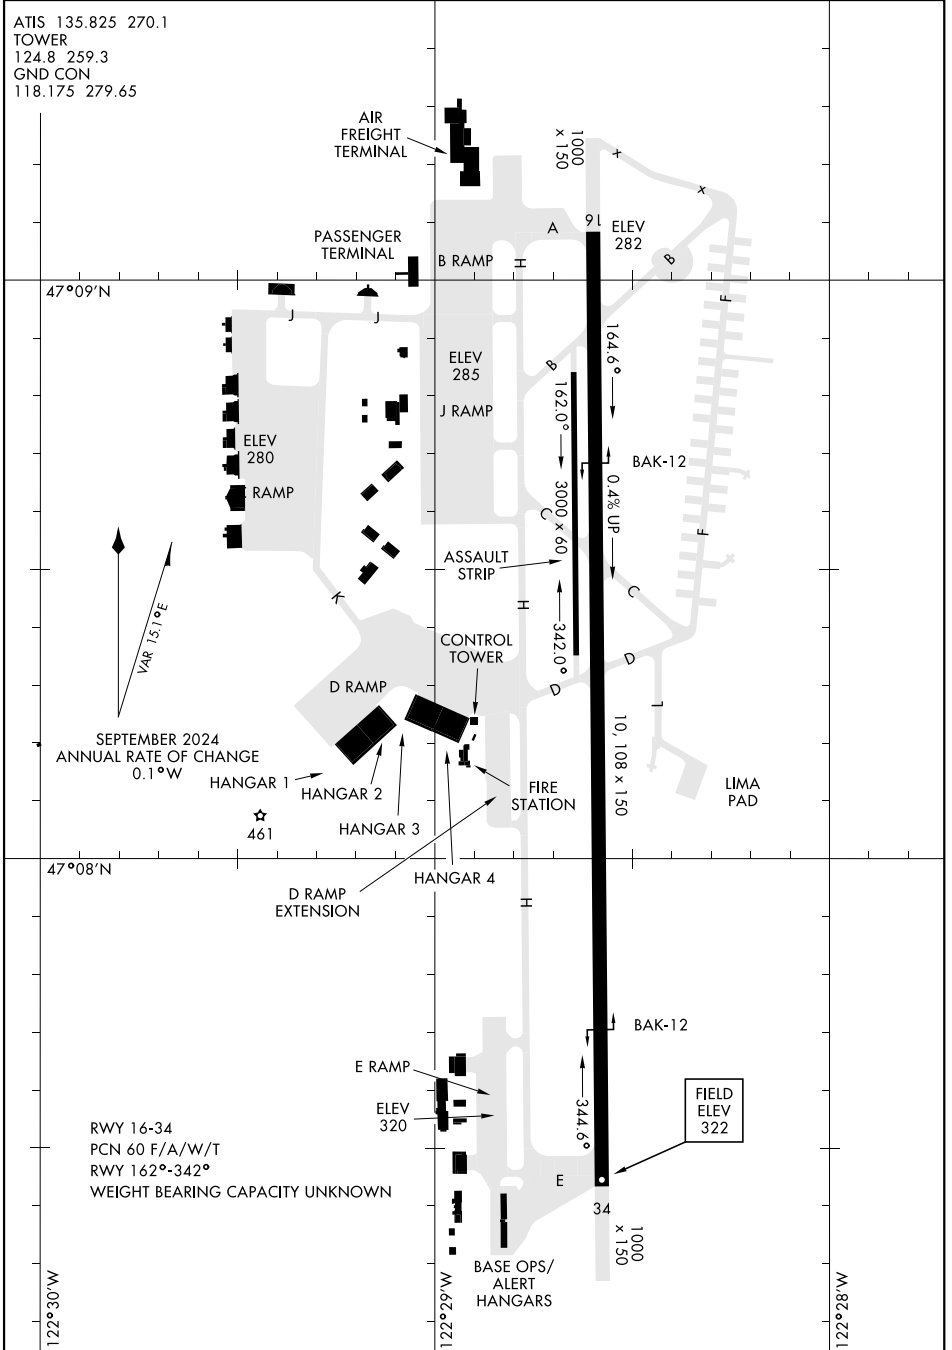 ATIS 135.825 270.1
TOWER
124.8 259.3
GND CON
118.175 279.65
AIR
FREIGHT
TERMINAL
1000
x 150
x
x
16
A
ELEV
282
PASSENGER
TERMINAL
B RAMP
H
B
F
47°09'N
J
J
164.6°
ELEV
285
B
162.0°
J RAMP
ELEV
280
BAK-12
RAMP
3000 x 60
0.4% UP
C
F
ASSAULT
STRIP
VAR 15.1°E
K
H
C
342.0°
CONTROL
TOWER
D
D RAMP
D
L
SEPTEMBER 2024
ANNUAL RATE OF CHANGE
0.1°W
10, 108 x 150
HANGAR 1
HANGAR 2
FIRE
STATION
LIMA
PAD
461
HANGAR 3
47°08'N
HANGAR 4
D RAMP
EXTENSION
H
BAK-12
E RAMP
ELEV
320
344.6°
FIELD
ELEV
322
RWY 16-34
PCN 60 F/A/W/T
RWY 162°-342°
WEIGHT BEARING CAPACITY UNKNOWN
E
34
1000
x 150
BASE OPS/
ALERT
HANGARS
122°30'W
122°29'W
122°28'W